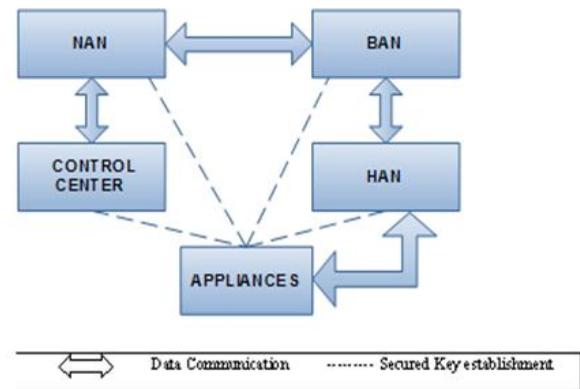 NAN
BAN
CONTROL
CENTER
HAN
APPLIANCES
Data Communication
Secured Key establishment